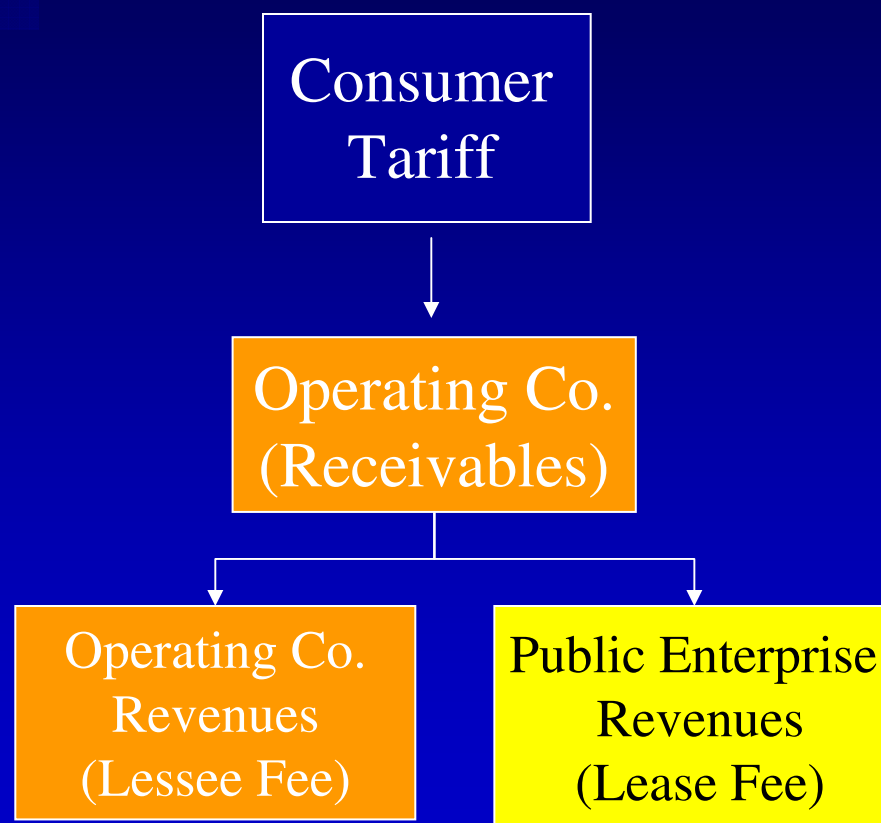 Consumer
Tariff
Operating Co.
(Receivables)
Operating Co.
Revenues
(Lessee Fee)
Public Enterprise
Revenues
(Lease Fee)